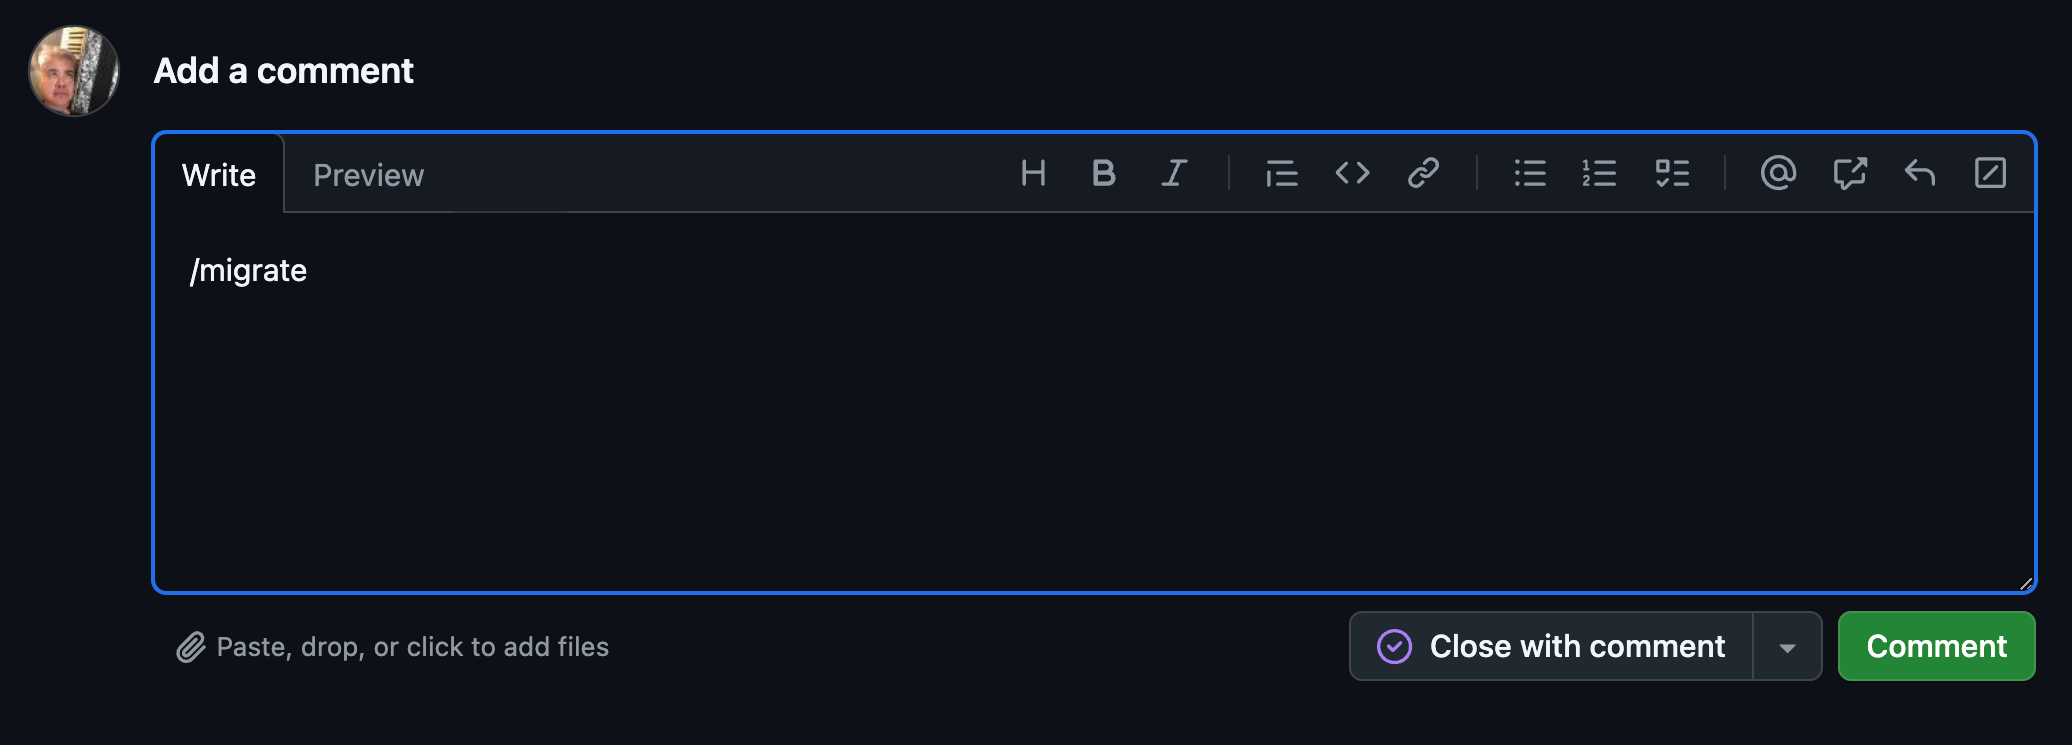 Add a comment
Write Preview
/migrate
Paste, drop, or click to add files
Close with comment
Comment